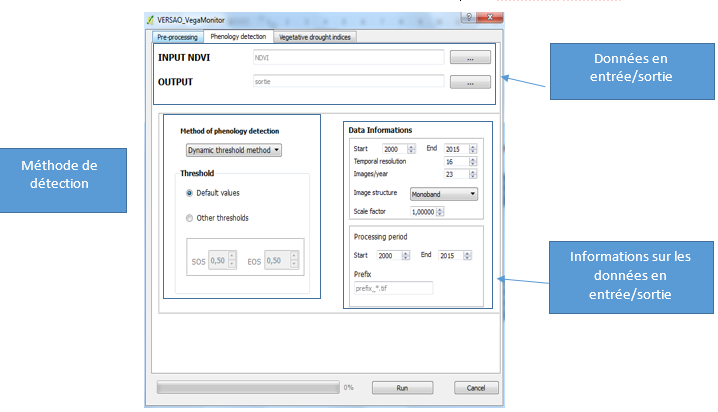 VERSAO_VegaMonitor
Pre-processing Phenology detection Vegetative drought indices
INPUT NDVI NDVI ...
OUTPUT sortie ...
Données en
entrée/sortie
Méthode de
détection
Method of phenology detection
Dynamic threshold method
Threshold
Default values
Other thresholds
SOS 0,50 EOS 0,50
Data Informations
Start 2000 End 2015
Temporal resolution 16
Images/year 23
Image structure Monoband
Scale factor 1,00000
Processing period
Start 2000 End 2015
Prefix
prefix_*.tif
Informations sur les
données en
entrée/sortie
0% Run Cancel